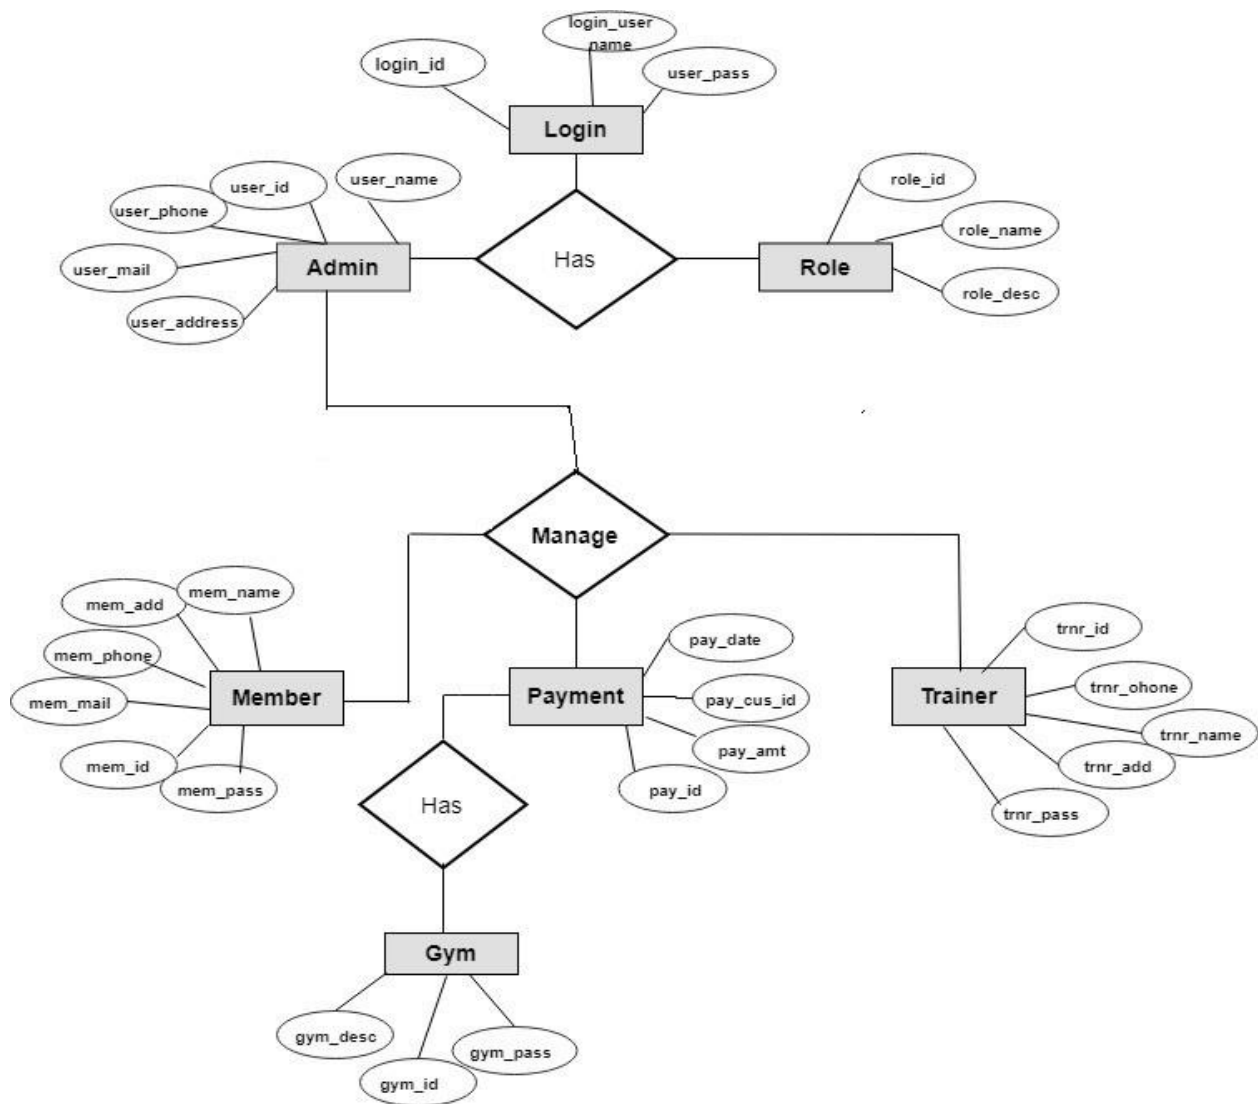 login_user
name
login_id
user_pass
Login
user_name
user_id
user_phone
user_mail
user_address
Admin
Has
Role
role_id
role_name
role_desc
Manage
mem_name
mem_add
mem_phone
mem_mail
mem_id
mem_pass
Member
Payment
pay_date
pay_cus_id
pay_amt
pay_id
Trainer
trnr_id
trnr_ohone
trnr_name
trnr_add
trnr_pass
Has
Gym
gym_desc
gym_id
gym_pass